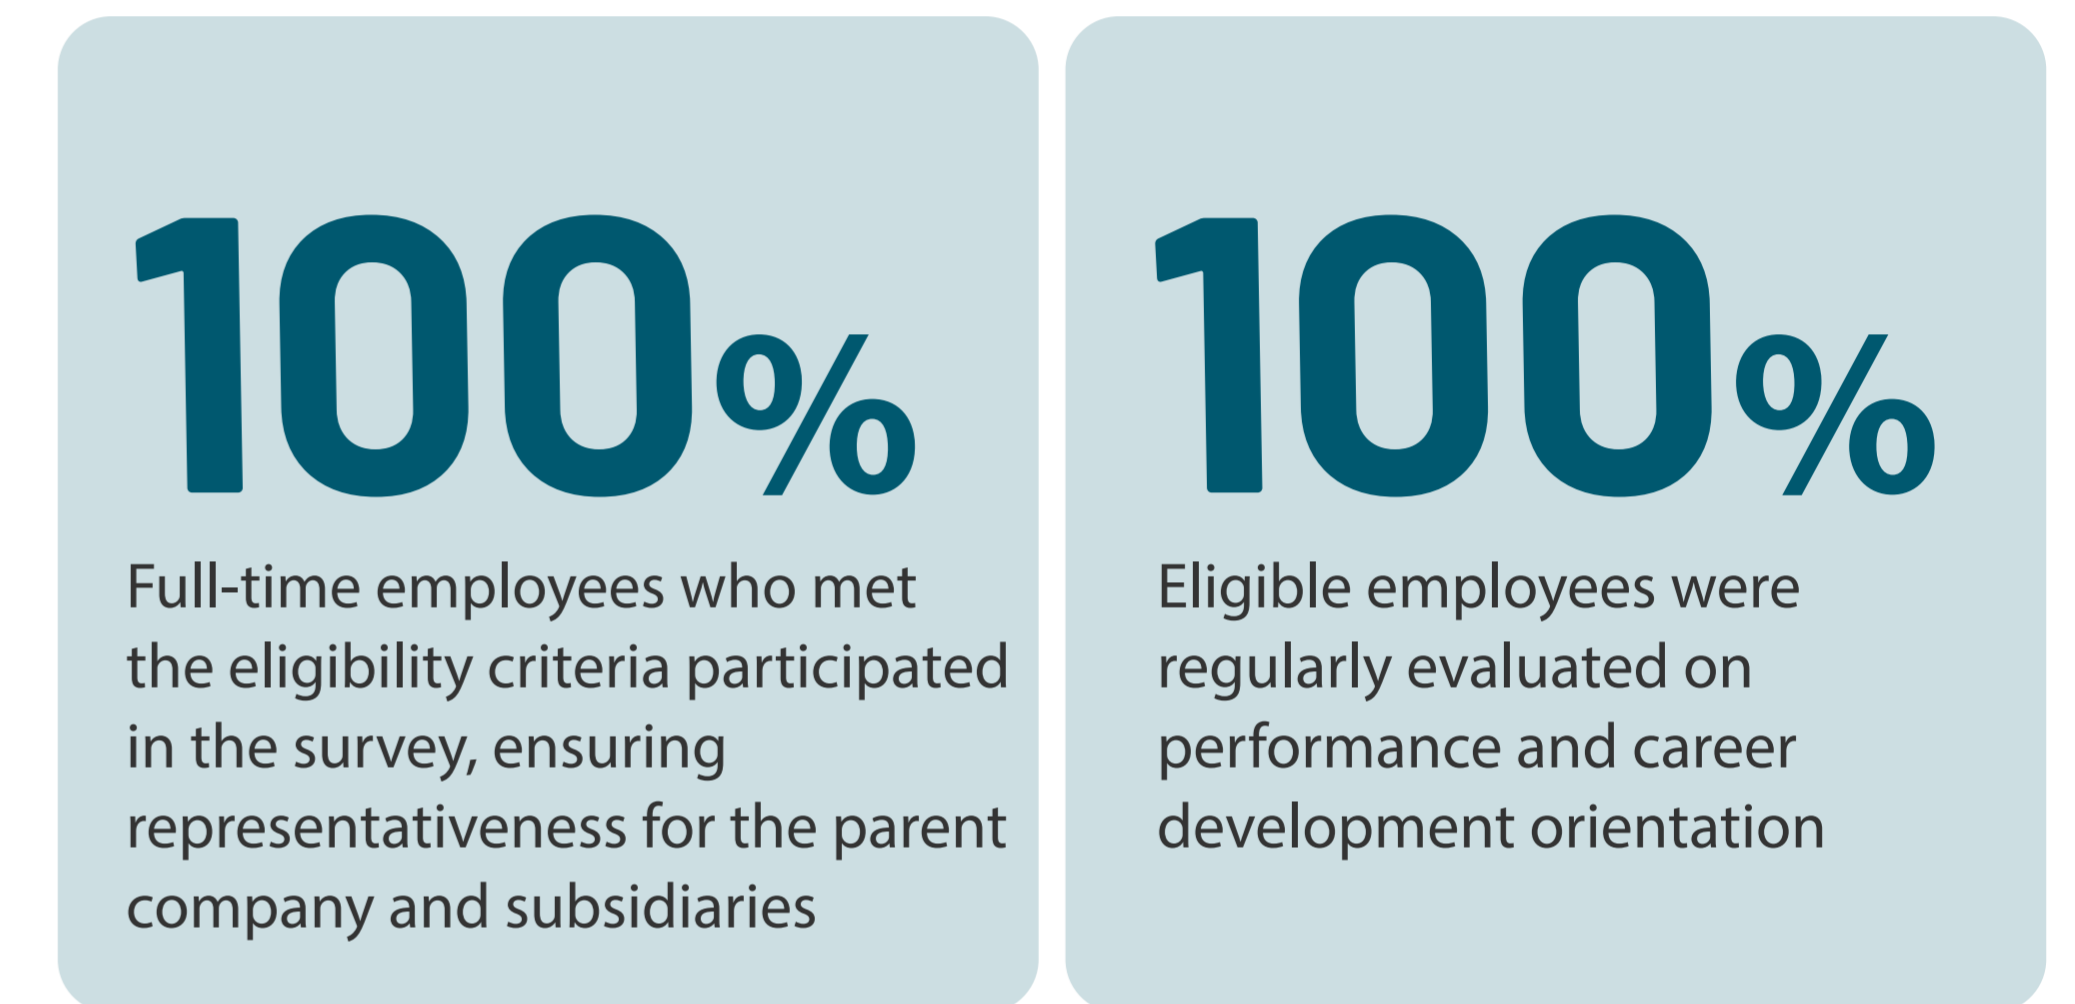 100%
Full-time employees who met
the eligibility criteria participated
in the survey, ensuring
representativeness for the parent
company and subsidiaries
100%
Eligible employees were
regularly evaluated on
performance and career
development orientation